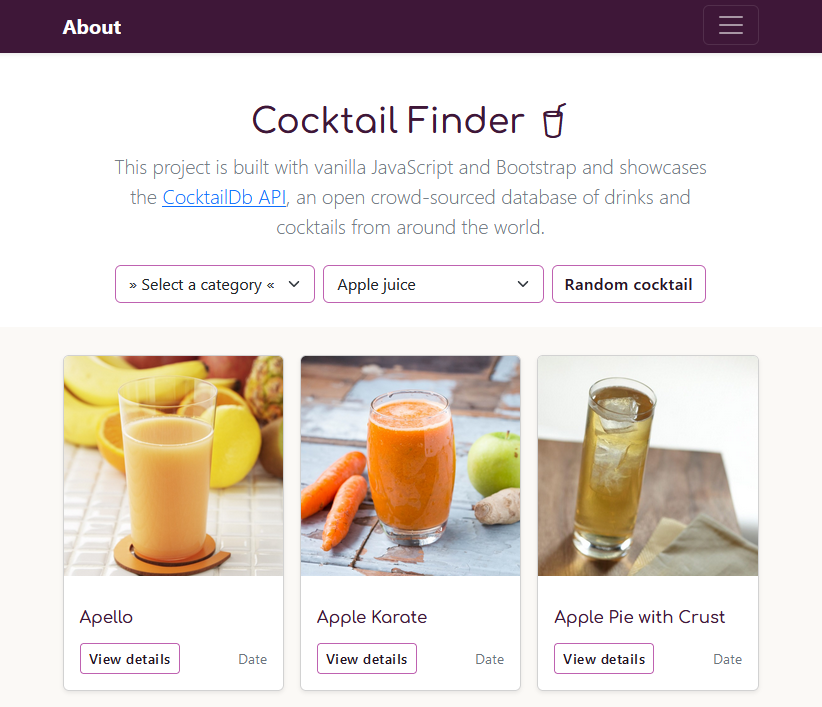 About
Cocktail Finder
This project is built with vanilla JavaScript and Bootstrap and showcases
the CocktailDb API, an open crowd-sourced database of drinks and
cocktails from around the world.
» Select a category « Apple juice Random cocktail
Apello Apple Karate Apple Pie with Crust
View details Date View details Date View details Date